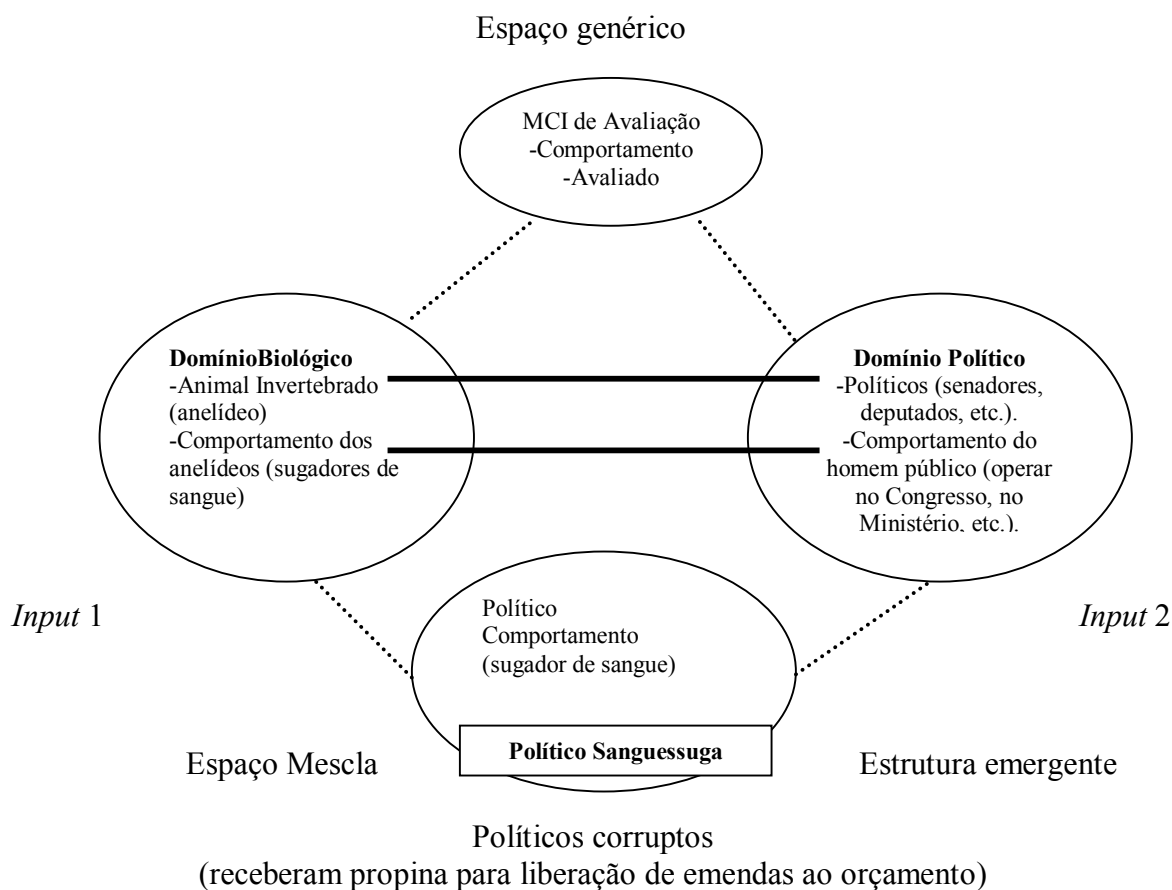 Espaço genérico
MCI de Avaliação
-Comportamento
-Avaliado
DomínioBiológico
-Animal Invertebrado
(anelídeo)
-Comportamento dos
anelídeos (sugadores de
sangue)
Domínio Político
-Políticos (senadores,
deputados, etc.).
-Comportamento do
homem público (operar
no Congresso, no
Ministério, etc.).
Input 1
Input 2
Político
Comportamento
(sugador de sangue)
Político Sanguessuga
Espaço Mescla
Estrutura emergente
Políticos corruptos
(receberam propina para liberação de emendas ao orçamento)